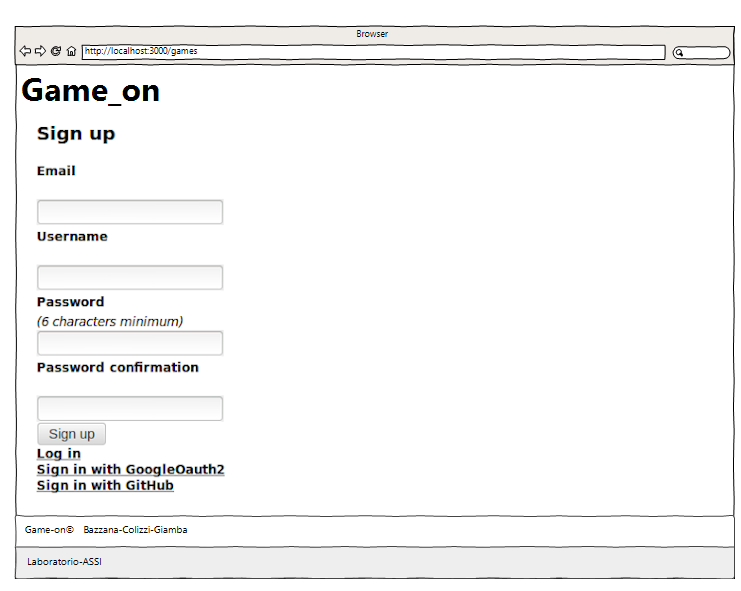 Browser
http://localhost:3000/games
Game_on
Sign up
Email
Username
Password
(6 characters minimum)
Password confirmation
Sign up
Log in
Sign in with GoogleOauth2
Sign in with GitHub
Game-on® Bazzana-Colizzi-Giamba
Laboratorio-ASSI